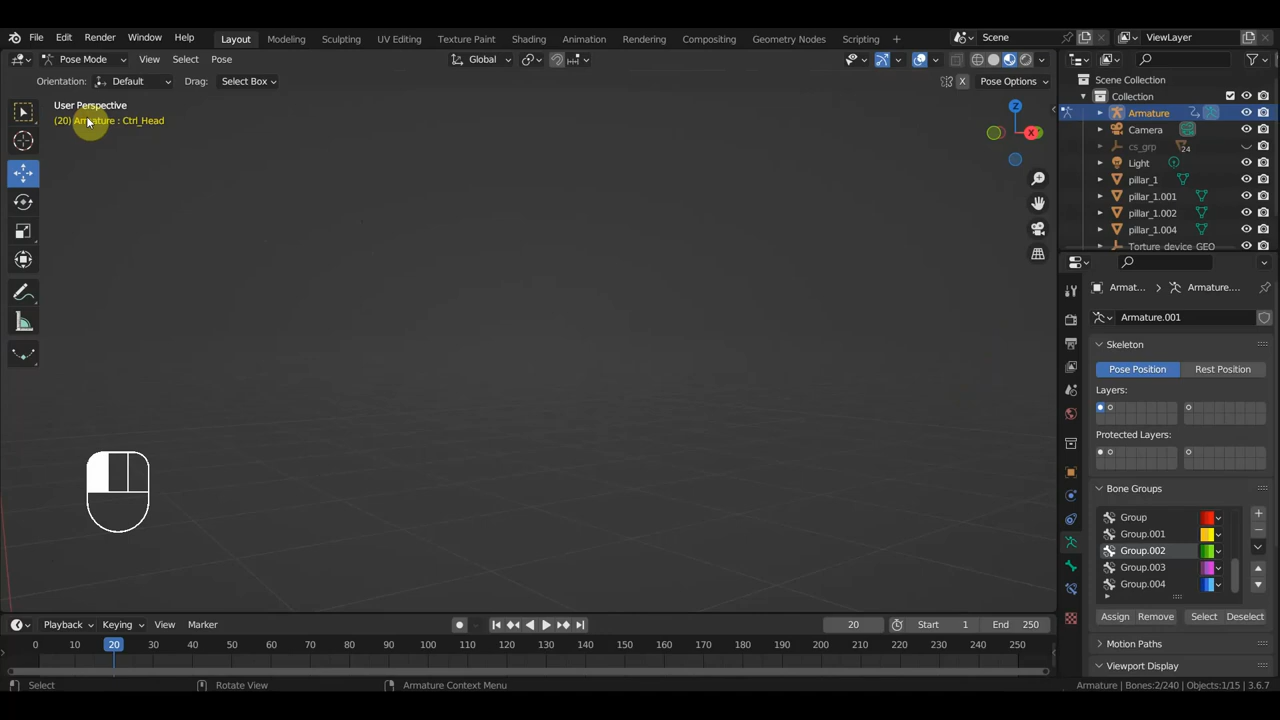 File Edit Render Window Help Layout Modeling Sculpting UV Editing Texture Paint Shading Animation Rendering Compositing Geometry Nodes Scripting + Scene ViewLayer
Pose Mode View Select Pose Global
Orientation: Default Drag: Select Box X Pose Options
User Perspective
(20) Armature : Ctrl_Head
Z
X
Scene Collection
Collection
Armature
Camera
cs_grp 24
Light
pillar_1
pillar_1.001
pillar_1.002
pillar_1.004
Torture_device_GEO
Armat... > Armature....
Armature.001
Skeleton
Pose Position Rest Position
Layers:
Protected Layers:
Bone Groups
Group
Group.001
Group.002
Group.003
Group.004
Assign Remove Select Deselect
Motion Paths
Viewport Display
Playback Keying View Marker 20 Start 1 End 250
0 10 20 30 40 50 60 70 80 90 100 110 120 130 140 150 160 170 180 190 200 210 220 230 240 250
Select Rotate View Armature Context Menu Armature | Bones:2/240 | Objects:1/15 | 3.6.7